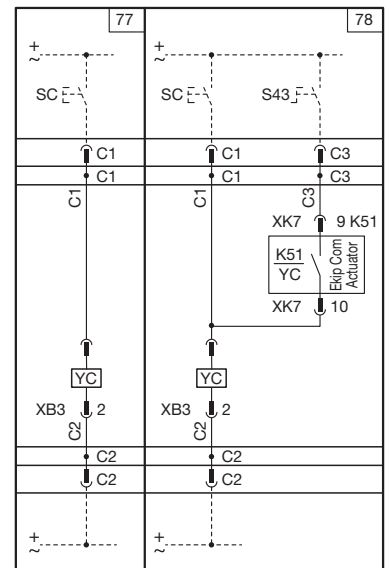 77 78
+ +
~ ~
SC SC S43
C1 C1 C3
C1 C1 C3
C1 C1 C3
XK7 9 K51
K51
YC
Ekip Com
Actuator
XK7 10
YC YC
XB3 2 XB3 2
C2 C2
C2 C2
C2 C2
+ +
~ ~